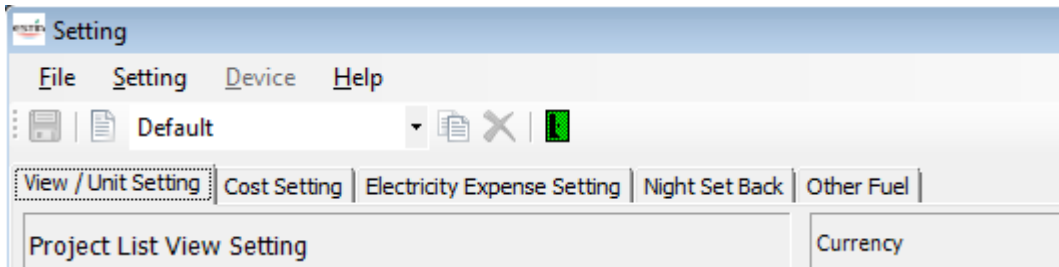 estia Setting
File Setting Device Help
Default
View / Unit Setting Cost Setting Electricity Expense Setting Night Set Back Other Fuel
Project List View Setting Currency